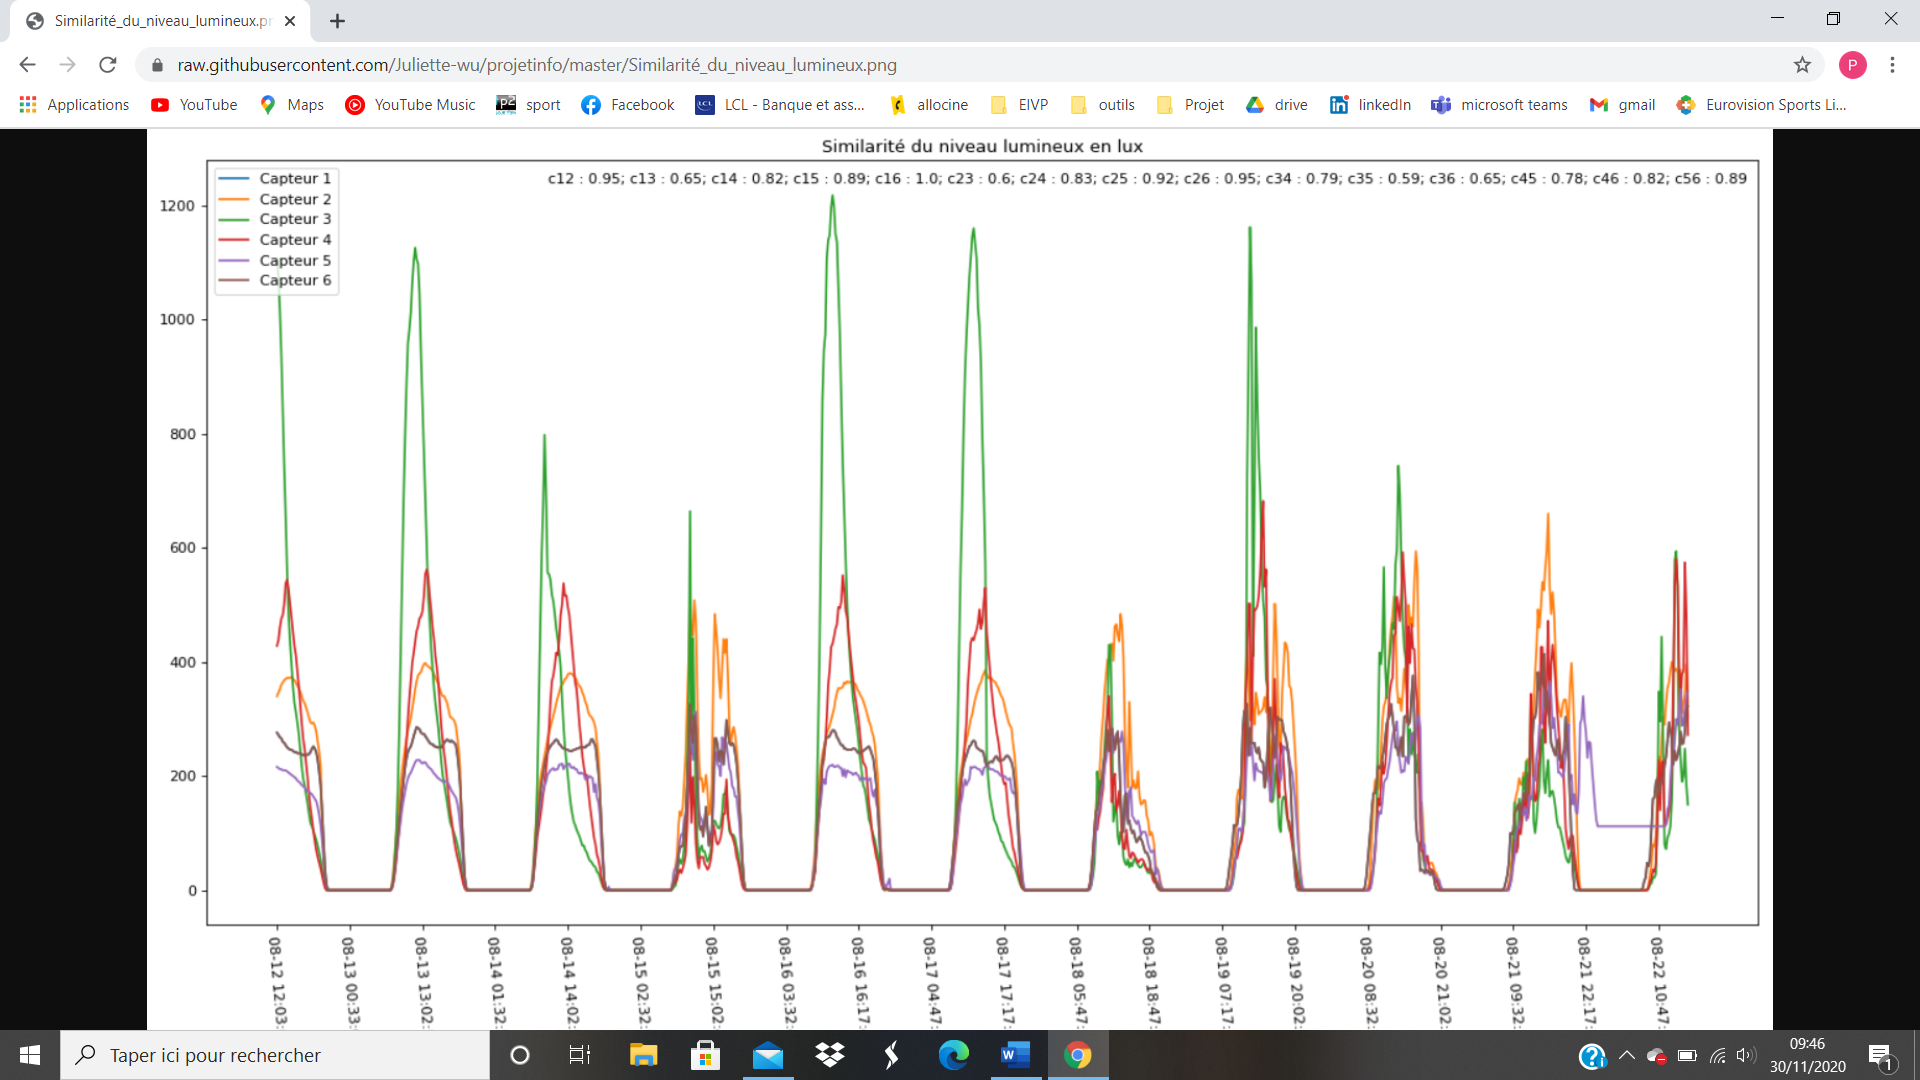 Similarité_du_niveau_lumineux.pn
raw.githubusercontent.com/Juliette-wu/projetinfo/master/Similarité_du_niveau_lumineux.png
P
Applications YouTube Maps YouTube Music sport Facebook LCL - Banque et ass... allocine EIVP outils Projet drive linkedIn microsoft teams gmail Eurovision Sports Li...
Similarité du niveau lumineux en lux
c12 : 0.95; c13 : 0.65; c14 : 0.82; c15 : 0.89; c16 : 1.0; c23 : 0.6; c24 : 0.83; c25 : 0.92; c26 : 0.95; c34 : 0.79; c35 : 0.59; c36 : 0.65; c45 : 0.78; c46 : 0.82; c56 : 0.89
Capteur 1
Capteur 2
Capteur 3
Capteur 4
Capteur 5
Capteur 6
1200
1000
800
600
400
200
0
08-12 12:03:
08-13 00:33:
08-13 13:02:
08-14 01:32:
08-14 14:02:
08-15 02:32:
08-15 15:02:
08-16 03:32:
08-16 16:17:
08-17 04:47:
08-17 17:17:
08-18 05:47:
08-18 18:47:
08-19 07:17:
08-19 20:02:
08-20 08:32:
08-20 21:02:
08-21 09:32:
08-21 22:17:
08-22 10:47:
Taper ici pour rechercher
09:46
30/11/2020
1